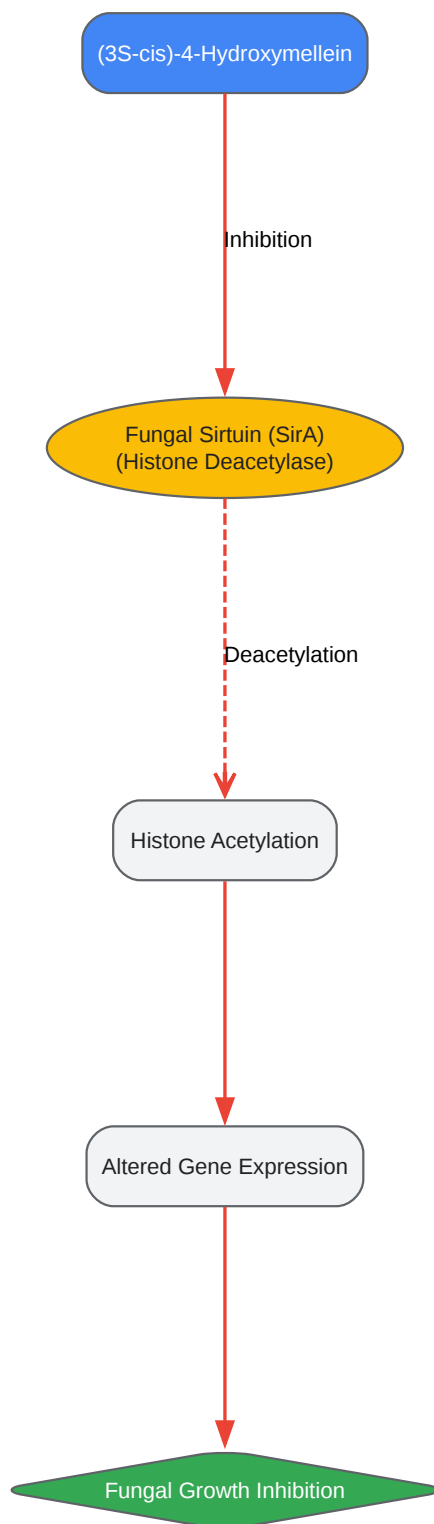 (3S-cis)-4-Hydroxymellein
Inhibition
Fungal Sirtuin (SirA)
(Histone Deacetylase)
Deacetylation
Histone Acetylation
Altered Gene Expression
Fungal Growth Inhibition